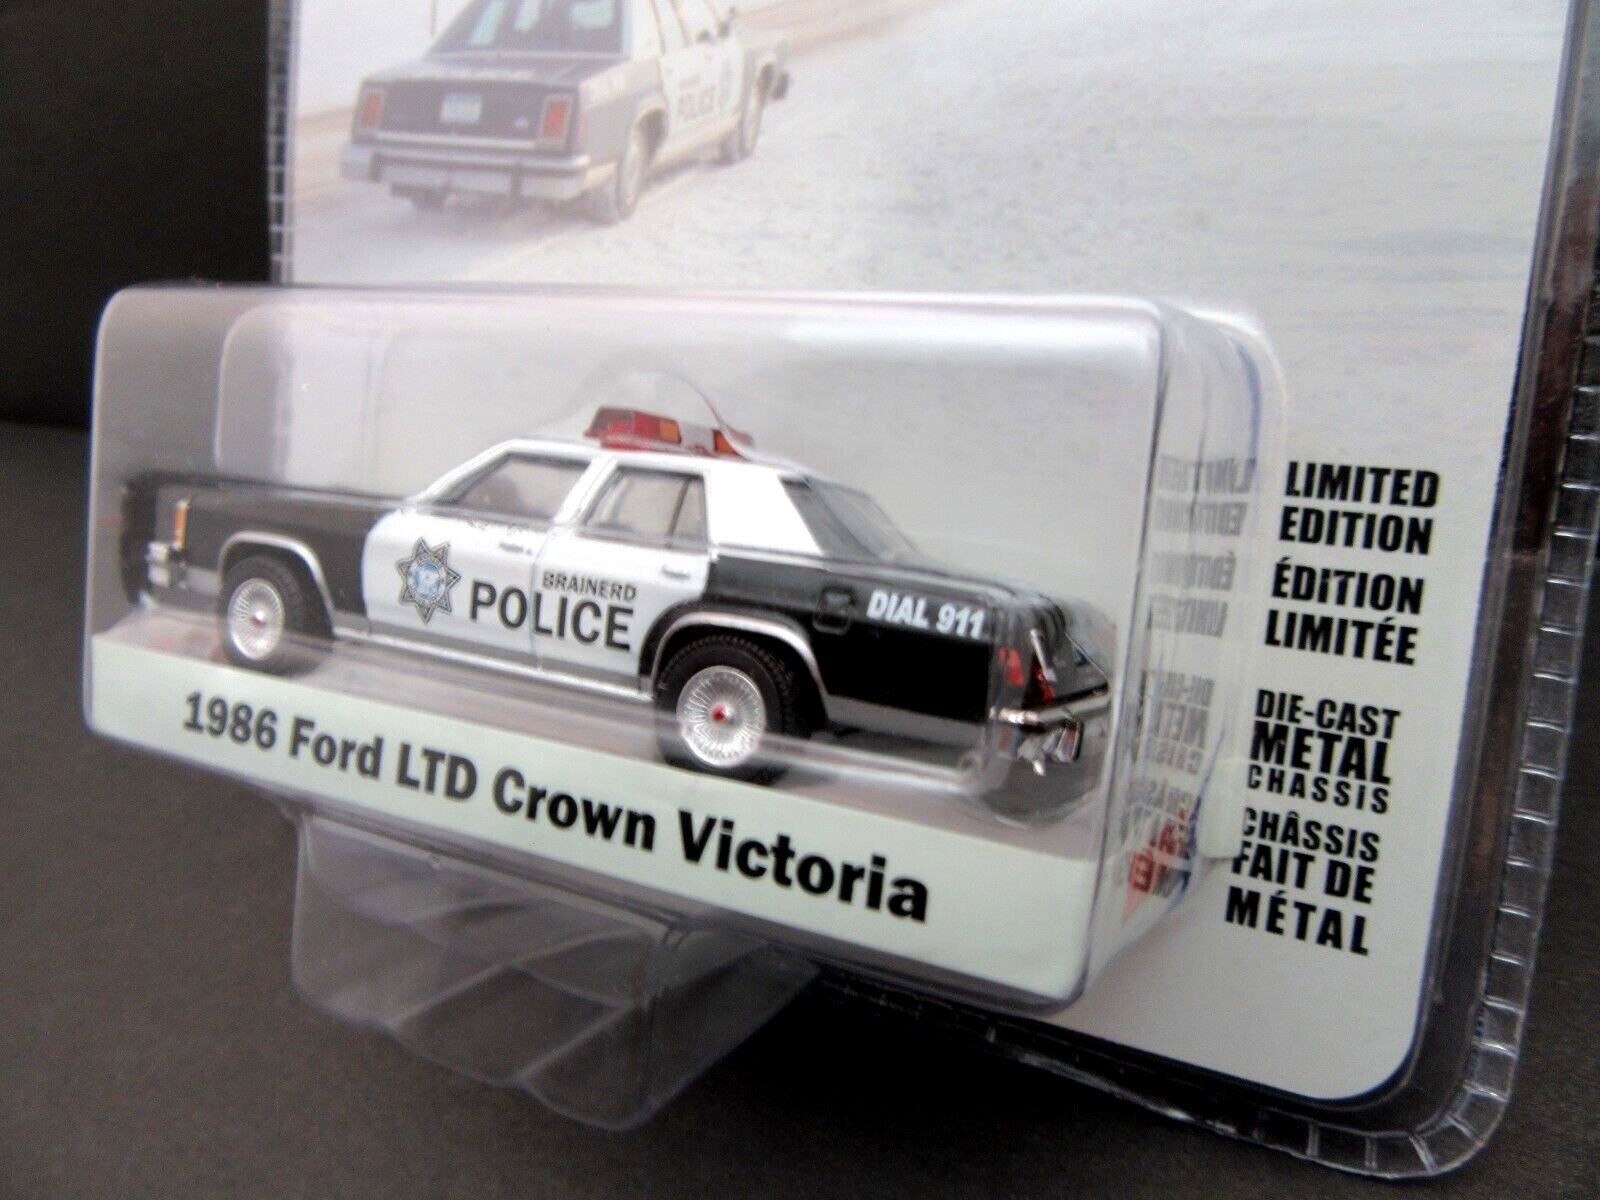 POLICE
BRAINERD
POLICE
DIAL 911
1986 Ford LTD Crown Victoria
LIMITED
EDITION
ÉDITION
LIMITÉE
DIE-CAST
METAL
CHASSIS
CHÂSSIS
FAIT DE
MÉTAL